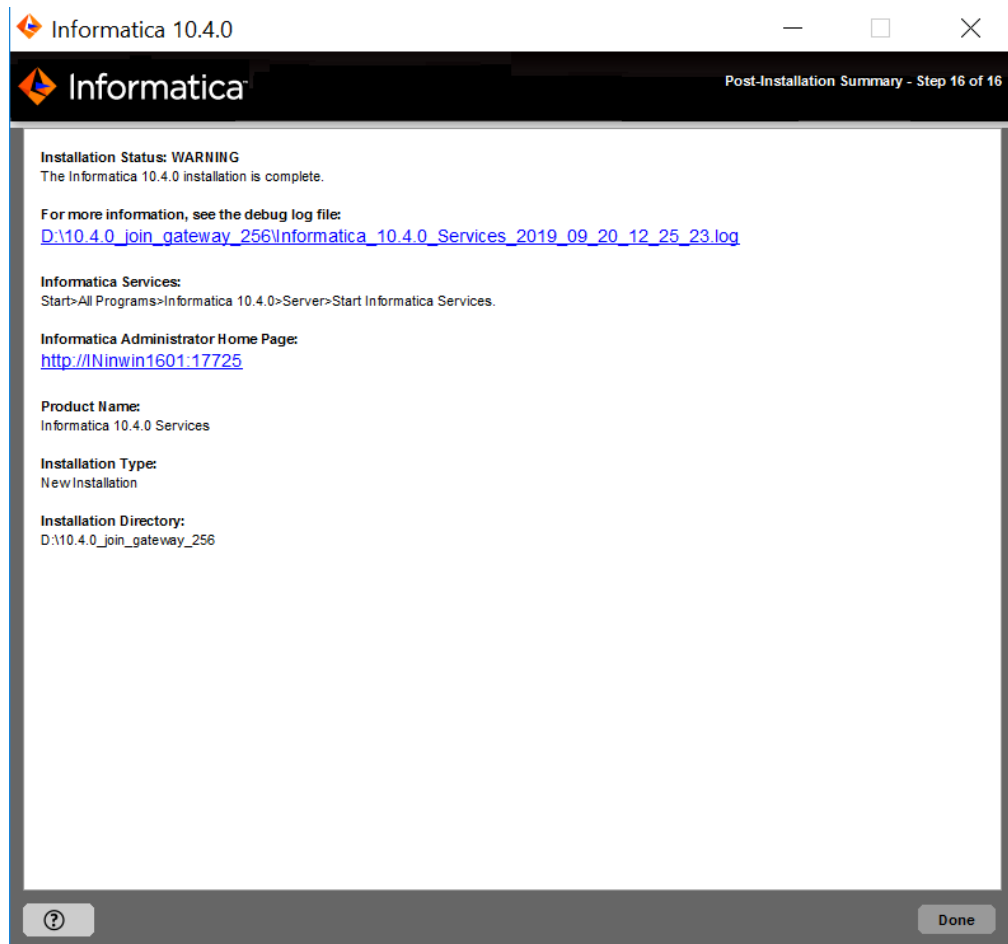 Informatica 10.4.0
Informatica
Post-Installation Summary - Step 16 of 16
Installation Status: WARNING
The Informatica 10.4.0 installation is complete.
For more information, see the debug log file:
D:\10.4.0_join_gateway_256\Informatica_10.4.0_Services_2019_09_20_12_25_23.log
Informatica Services:
Start>All Programs>Informatica 10.4.0>Server>Start Informatica Services.
Informatica Administrator Home Page:
http://INinwin1601:17725
Product Name:
Informatica 10.4.0 Services
Installation Type:
New Installation
Installation Directory:
D:\10.4.0_join_gateway_256
?
Done